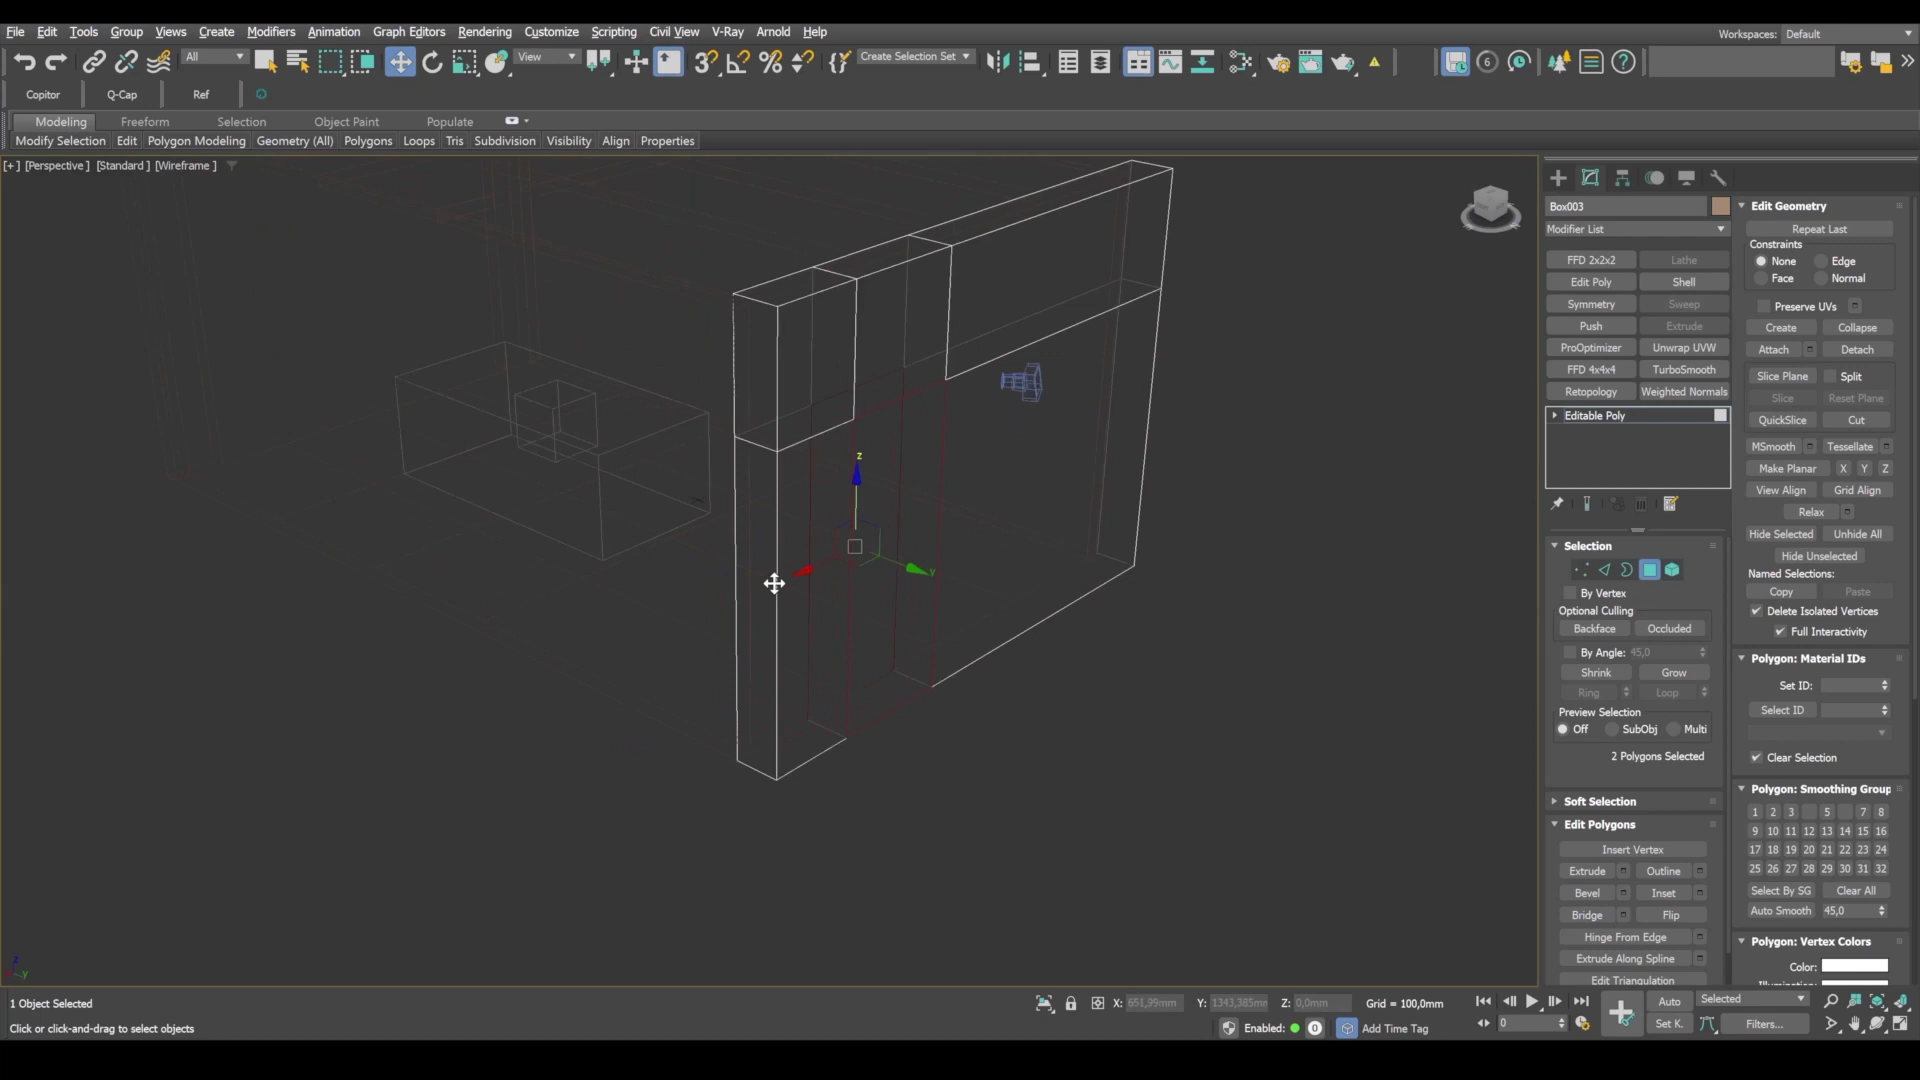 File Edit Tools Group Views Create Modifiers Animation Graph Editors Rendering Customize Civil View V-Ray Arnold Help
Workspaces: Default
All View Create Selection Set 6
Copitor Q-Cap Ref
Modeling Freeform Selection Object Paint Populate
Modify Selection Edit Polygon Modeling Geometry (All) Polygons Loops Tris Subdivision Visibility Align Properties
[+] [Perspective ] [Standard ] [Wireframe ]
z
y
z
y
Box003
Modifier List
FFD 2x2x2 Lathe
Edit Poly Shell
Symmetry Sweep
Push Extrude
ProOptimizer Unwrap UVW
FFD 4x4x4 TurboSmooth
Retopology Weighted Normals
Editable Poly
Selection
By Vertex
Optional Culling
Backface Occluded
By Angle: 45,0
Shrink Grow
Ring Loop
Preview Selection
Off SubObj Multi
2 Polygons Selected
Soft Selection
Edit Polygons
Insert Vertex
Extrude Outline
Bevel Inset
Bridge Flip
Hinge From Edge
Extrude Along Spline
Edit Triangulation
Edit Geometry
Repeat Last
Constraints
None Edge
Face Normal
Preserve UVs
Create Collapse
Attach Detach
Slice Plane Split
Slice Reset Plane
QuickSlice Cut
MSmooth Tessellate
Make Planar X Y Z
View Align Grid Align
Relax
Hide Selected Unhide All
Hide Unselected
Named Selections:
Copy Paste
Delete Isolated Vertices
Full Interactivity
Polygon: Material IDs
Set ID:
Select ID
Clear Selection
Polygon: Smoothing Group
1 2 3 5 7 8
9 10 11 12 13 14 15 16
17 18 19 20 21 22 23 24
25 26 27 28 29 30 31 32
Select By SG Clear All
Auto Smooth 45,0
Polygon: Vertex Colors
Color:
1 Object Selected
Click or click-and-drag to select objects
X: 651,99mm Y: 1343,385mm Z: 0,0mm Grid = 100,0mm
Enabled: 0 Add Time Tag
0
Auto Selected
Set K. Filters...